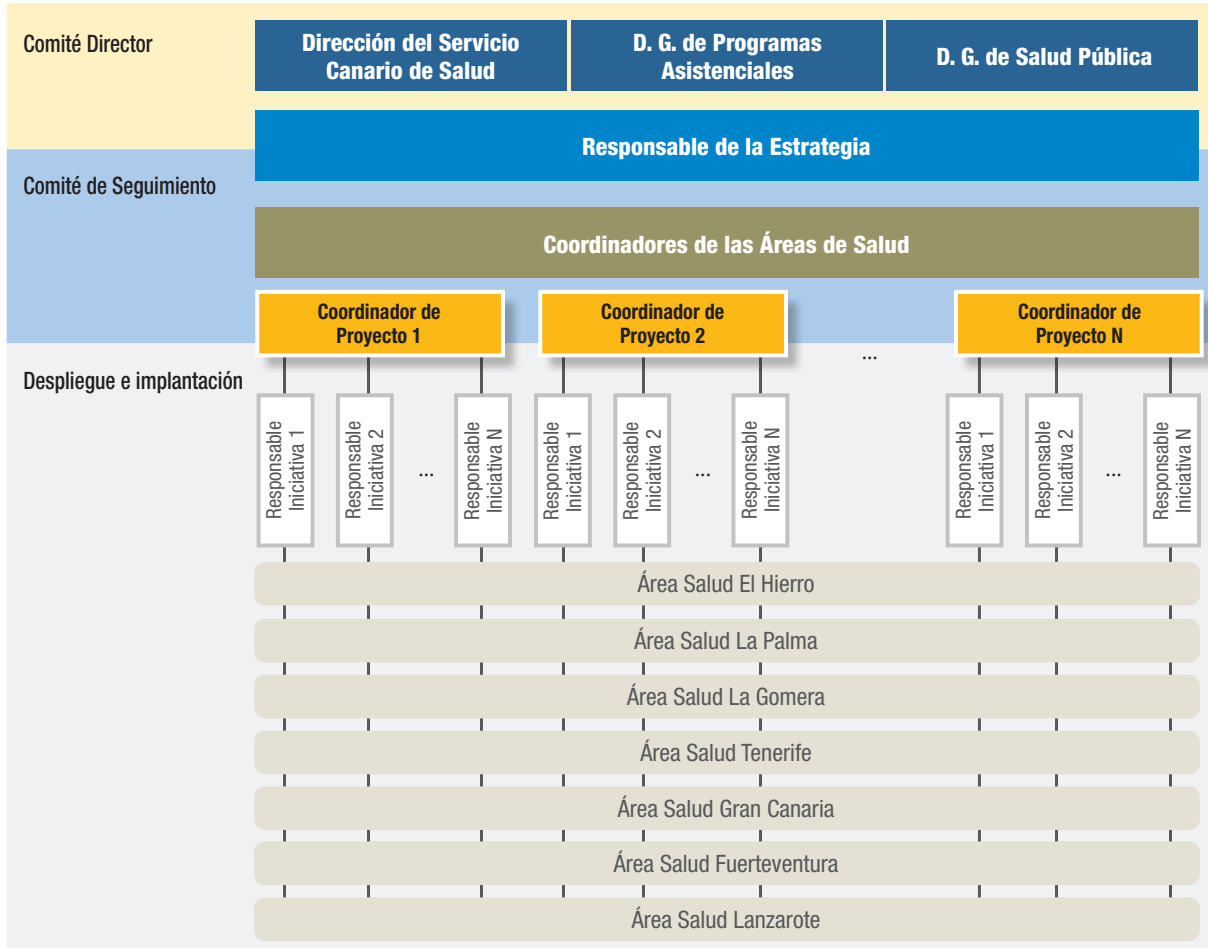 Comité Director
Dirección del Servicio
Canario de Salud
D. G. de Programas
Asistenciales
D. G. de Salud Pública
Responsable de la Estrategia
Comité de Seguimiento
Coordinadores de las Áreas de Salud
Coordinador de
Proyecto 1
Coordinador de
Proyecto 2
...
Coordinador de
Proyecto N
Despliegue e implantación
Responsable
Iniciativa 1
Responsable
Iniciativa 2
...
Responsable
Iniciativa N
Responsable
Iniciativa 1
Responsable
Iniciativa 2
...
Responsable
Iniciativa N
Responsable
Iniciativa 1
Responsable
Iniciativa 2
...
Responsable
Iniciativa N
Área Salud El Hierro
Área Salud La Palma
Área Salud La Gomera
Área Salud Tenerife
Área Salud Gran Canaria
Área Salud Fuerteventura
Área Salud Lanzarote